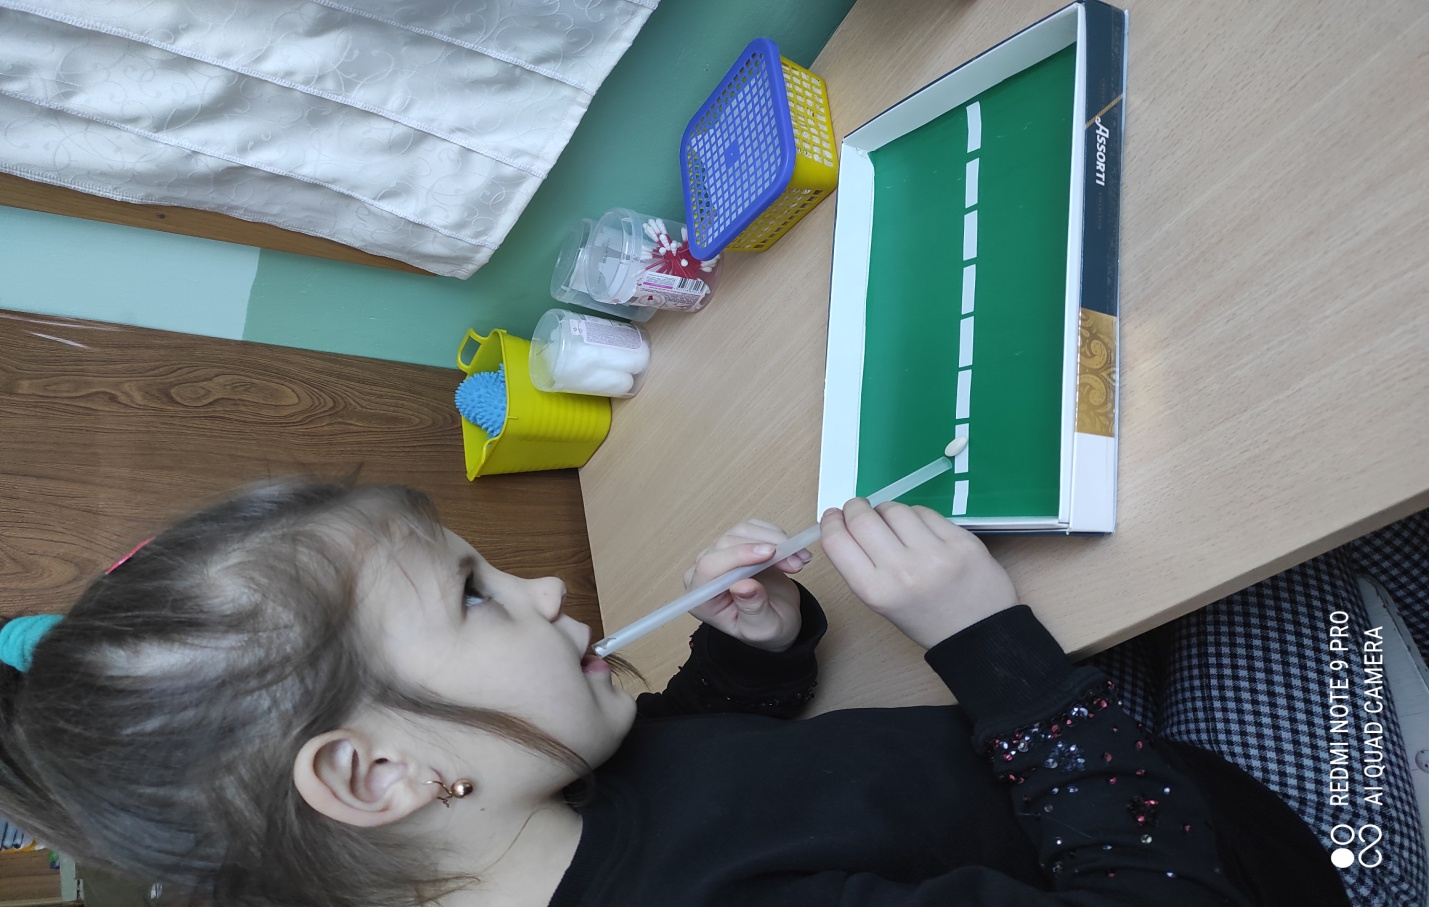 ASSORTI
REDMI NOTE 9 PRO
AI QUAD CAMERA